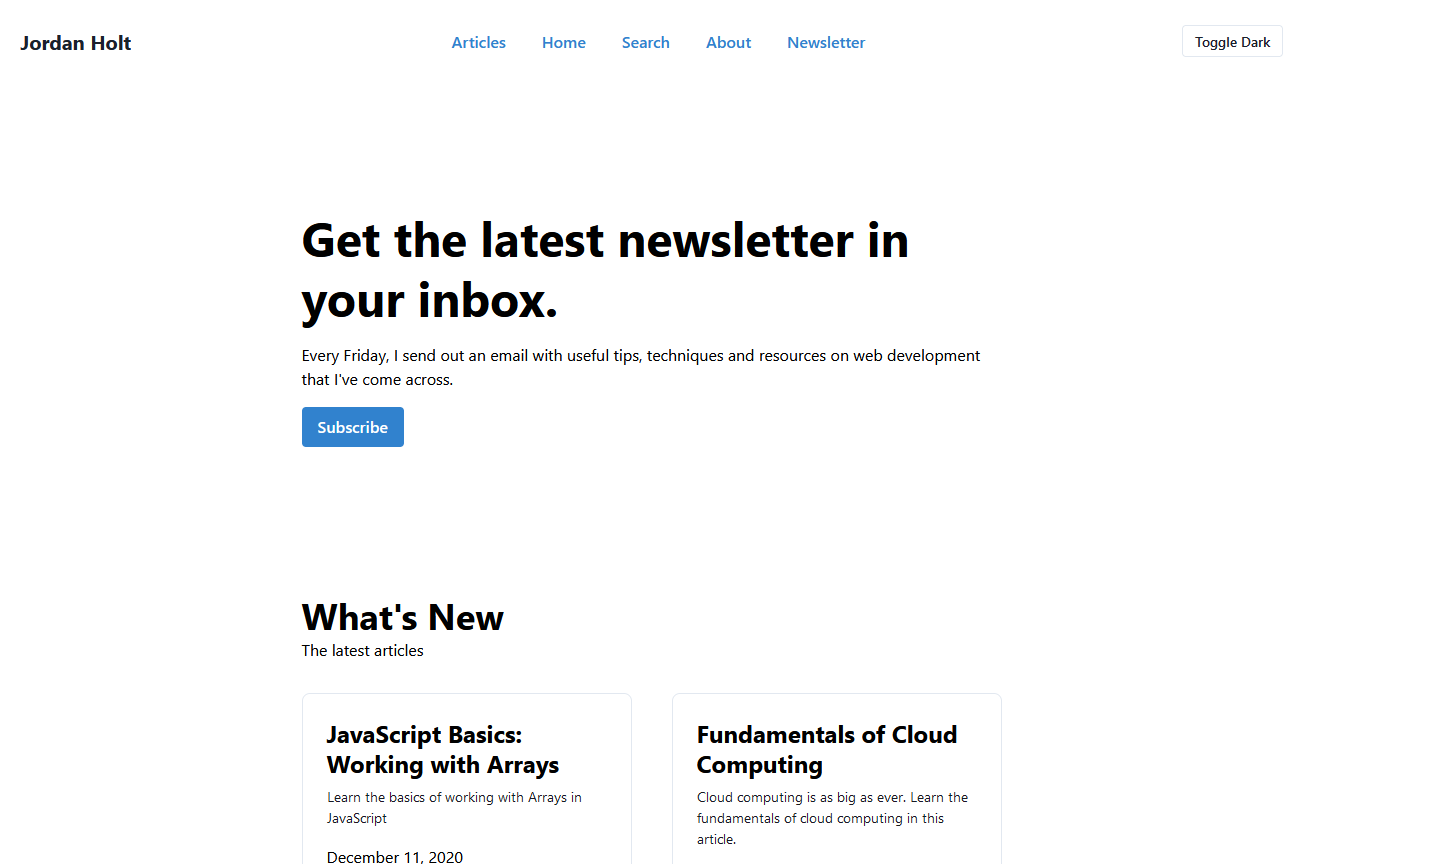 Jordan Holt
Articles
Home
Search
About
Newsletter
Toggle Dark
Get the latest newsletter in
your inbox.
Every Friday, I send out an email with useful tips, techniques and resources on web development
that I've come across.
Subscribe
What's New
The latest articles
JavaScript Basics:
Working with Arrays
Learn the basics of working with Arrays in
JavaScript
December 11, 2020
Fundamentals of Cloud
Computing
Cloud computing is as big as ever. Learn the
fundamentals of cloud computing in this
article.